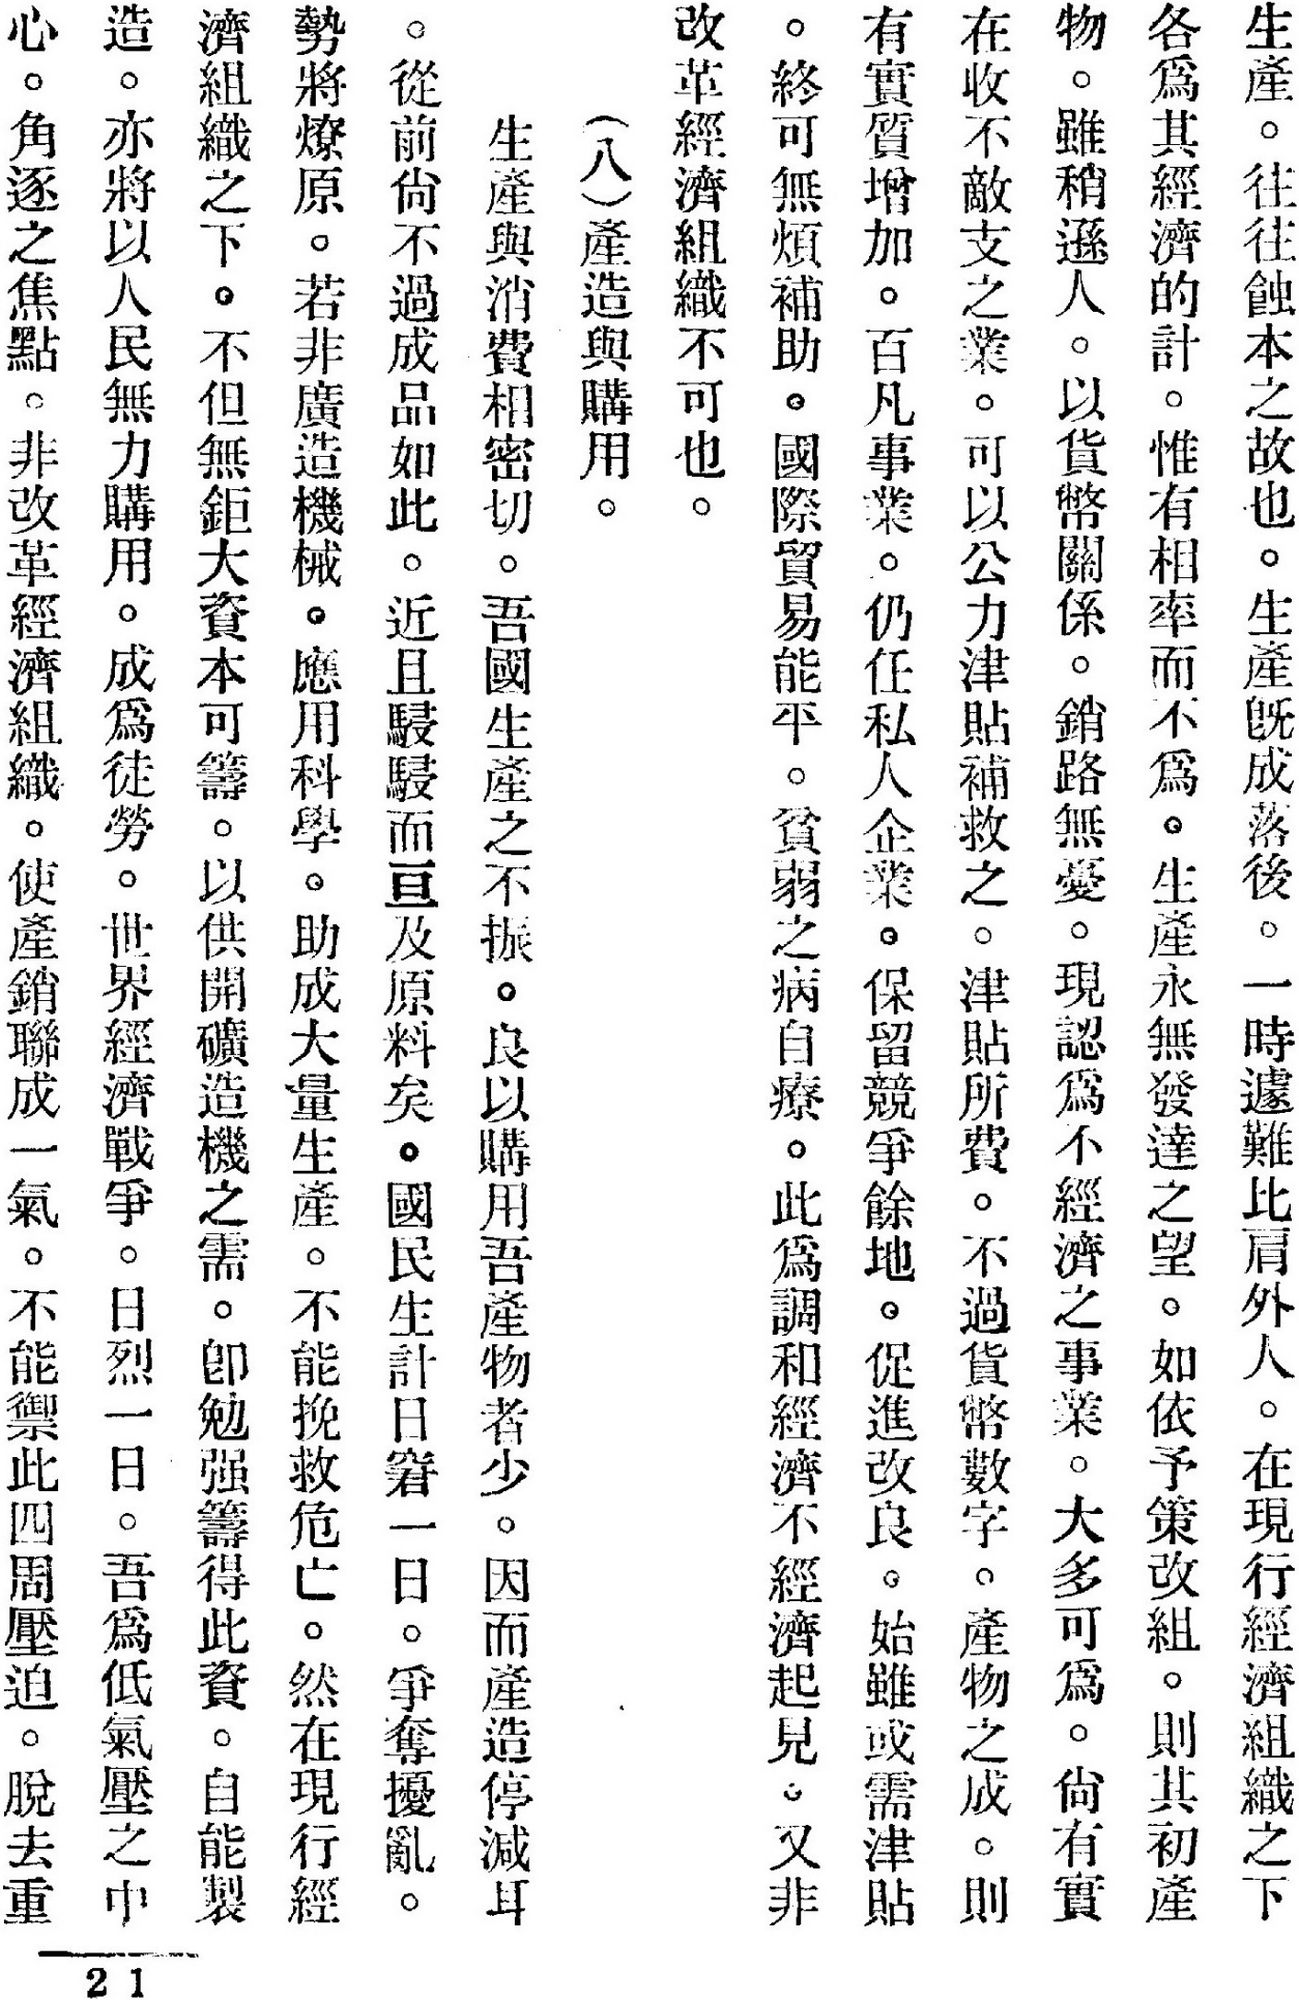 生產。往往蝕本之故也。生產旣成落後。一時遽難比肩外人。在現行經濟組織之下
各爲其經濟的計。惟有相率而不爲。生產永無發達之望。如依予策改組。則其初產
物。雖稍遜人。以貨幣關係。銷路無憂。現認爲不經濟之事業。大多可爲。尙有實
在收不敵支之業。可以公力津貼補救之。津貼所費。不過貨幣數字。產物之成。則
有實質增加。百凡事業。仍任私人企業。保留競爭餘地。促進改良。始雖或需津貼
。終可無煩補助。國際貿易能平。貧弱之病自療。此爲調和經濟不經濟起見。又非
改革經濟組織不可也。
（八）產造與購用。
生產與消費相密切。吾國生產之不振。良以購用吾產物者少。因而產造停減耳
。從前尙不過成品如此。近且駸駸而亘及原料矣。國民生計日窘一日。爭奪擾亂。
勢將燎原。若非廣造機械。應用科學。助成大量生產。不能挽救危亡。然在現行經
濟組織之下。不但無鉅大資本可籌。以供開礦造機之需。卽勉强籌得此資。自能製
造。亦將以人民無力購用。成爲徒勞。世界經濟戰爭。日烈一日。吾爲低氣壓之中
心。角逐之焦點。非改革經濟組織。使產銷聯成一氣。不能禦此四周壓迫。脫去重
21